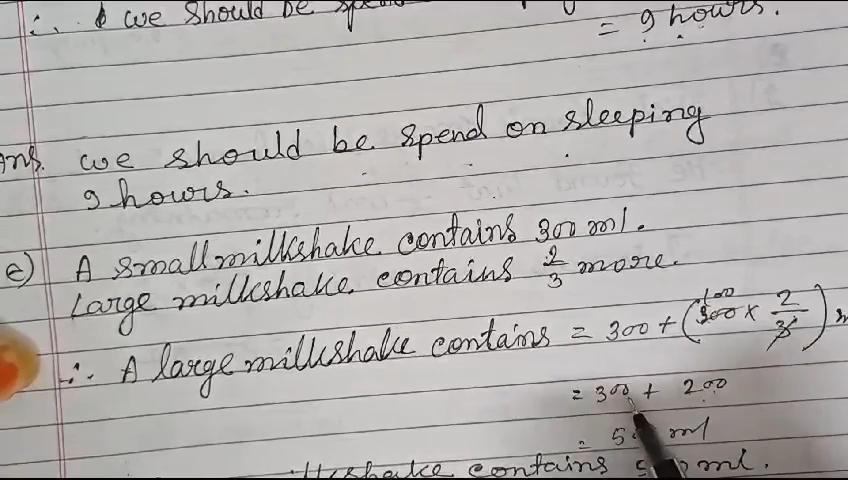 ∴ we should be
= 9 hours.
Ans. we should be spend on sleeping
9 hours.
e) A small milkshake contains 300 ml.
Large milkshake contains 2/3 more.
∴ A large milkshake contains = 300 + (300 100 × 2/3)
= 300 + 200
= ml
contains ml.